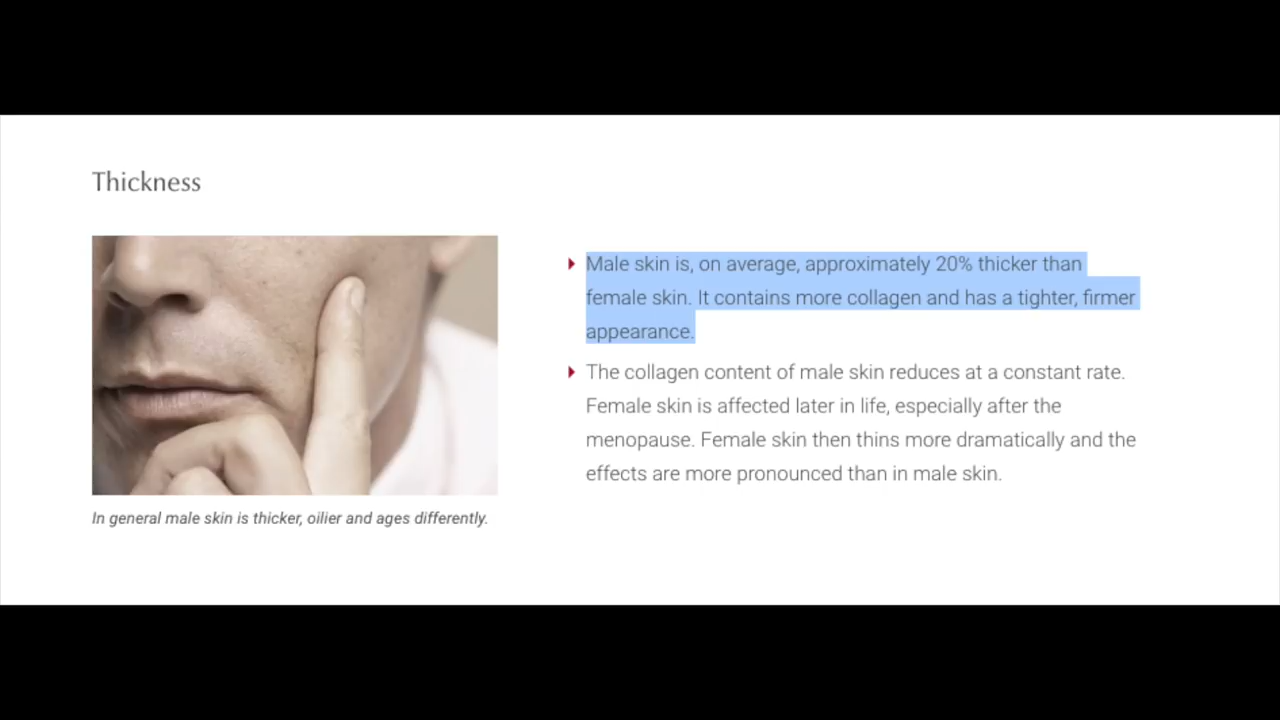 Thickness
Male skin is, on average, approximately 20% thicker than
female skin. It contains more collagen and has a tighter, firmer
appearance.
The collagen content of male skin reduces at a constant rate.
Female skin is affected later in life, especially after the
menopause. Female skin then thins more dramatically and the
effects are more pronounced than in male skin.
In general male skin is thicker, oilier and ages differently.